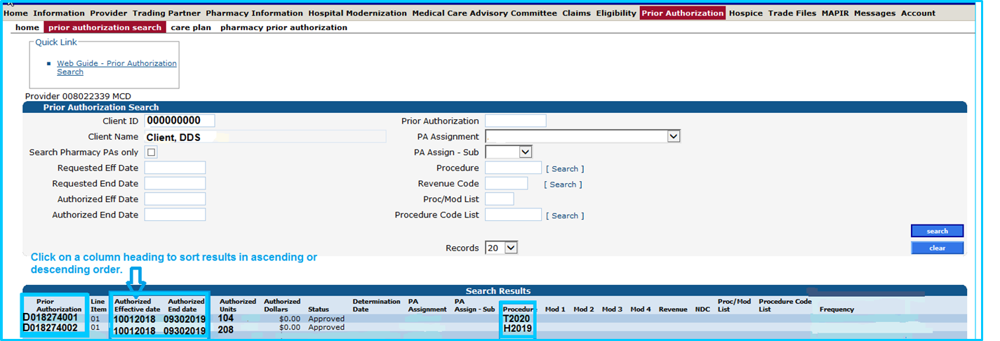 Home Information Provider Trading Partner Pharmacy Information Hospital Modernization Medical Care Advisory Committee Claims Eligibility Prior Authorization Hospice Trade Files MAPIR Messages Account
home prior authorization search care plan pharmacy prior authorization
Quick Link
Web Guide - Prior Authorization
Search
Provider 008022339 MCD
Prior Authorization Search
Client ID 000000000 Prior Authorization
Client Name Client, DDS PA Assignment
Search Pharmacy PAs only PA Assign - Sub
Requested Eff Date Procedure [ Search ]
Requested End Date Revenue Code [ Search ]
Authorized Eff Date Proc/Mod List
Authorized End Date Procedure Code List [ Search ]
search
Records 20 clear
Click on a column heading to sort results in ascending or
descending order.
Search Results
Prior Line Authorized Authorized Authorized Authorized Determination PA PA Proc/Mod Procedure Code
Authorization Item Effective date End date Units Dollars Status Date Assignment Assign - Sub Procedure Mod 1 Mod 2 Mod 3 Mod 4 Revenue NDC List List Frequency
D018274001 01 10012018 09302019 104 $0.00 Approved T2020
D018274002 01 10012018 09302019 208 $0.00 Approved H2019